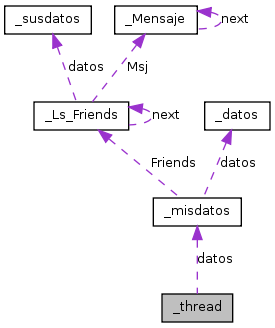 _susdatos
_Mensaje
next
datos
Msj
_Ls_Friends
next
_datos
Friends
datos
_misdatos
datos
_thread